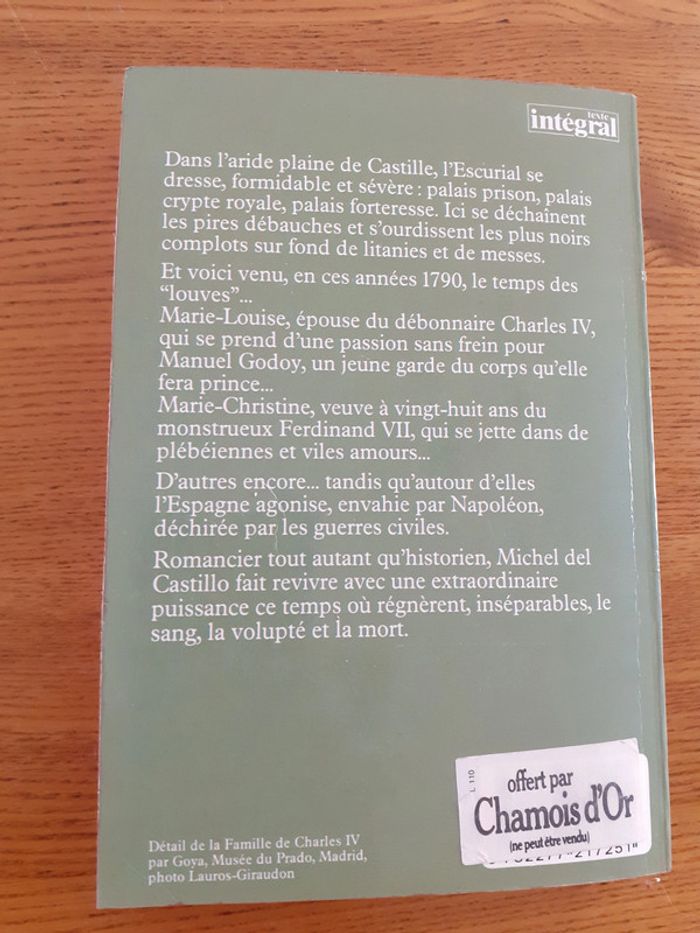 texte
intégral
Dans l'aride plaine de Castille, l'Escurial se
dresse, formidable et sévère : palais prison, palais
crypte royale, palais forteresse. Ici se déchaînent
les pires débauches et s'ourdissent les plus noirs
complots sur fond de litanies et de messes.
Et voici venu, en ces années 1790, le temps des
“louves”...
Marie-Louise, épouse du débonnaire Charles IV,
qui se prend d'une passion sans frein pour
Manuel Godoy, un jeune garde du corps qu'elle
fera prince...
Marie-Christine, veuve à vingt-huit ans du
monstrueux Ferdinand VII, qui se jette dans de
plébéiennes et viles amours...
D'autres encore... tandis qu'autour d'elles
l'Espagne agonise, envahie par Napoléon,
déchirée par les guerres civiles.
Romancier tout autant qu'historien, Michel del
Castillo fait revivre avec une extraordinaire
puissance ce temps où régnèrent, inséparables, le
sang, la volupté et la mort.
L 110
offert par
Chamois d'Or
(ne peut être vendu)
Détail de la Famille de Charles IV
par Goya, Musée du Prado, Madrid,
photo Lauros-Giraudon